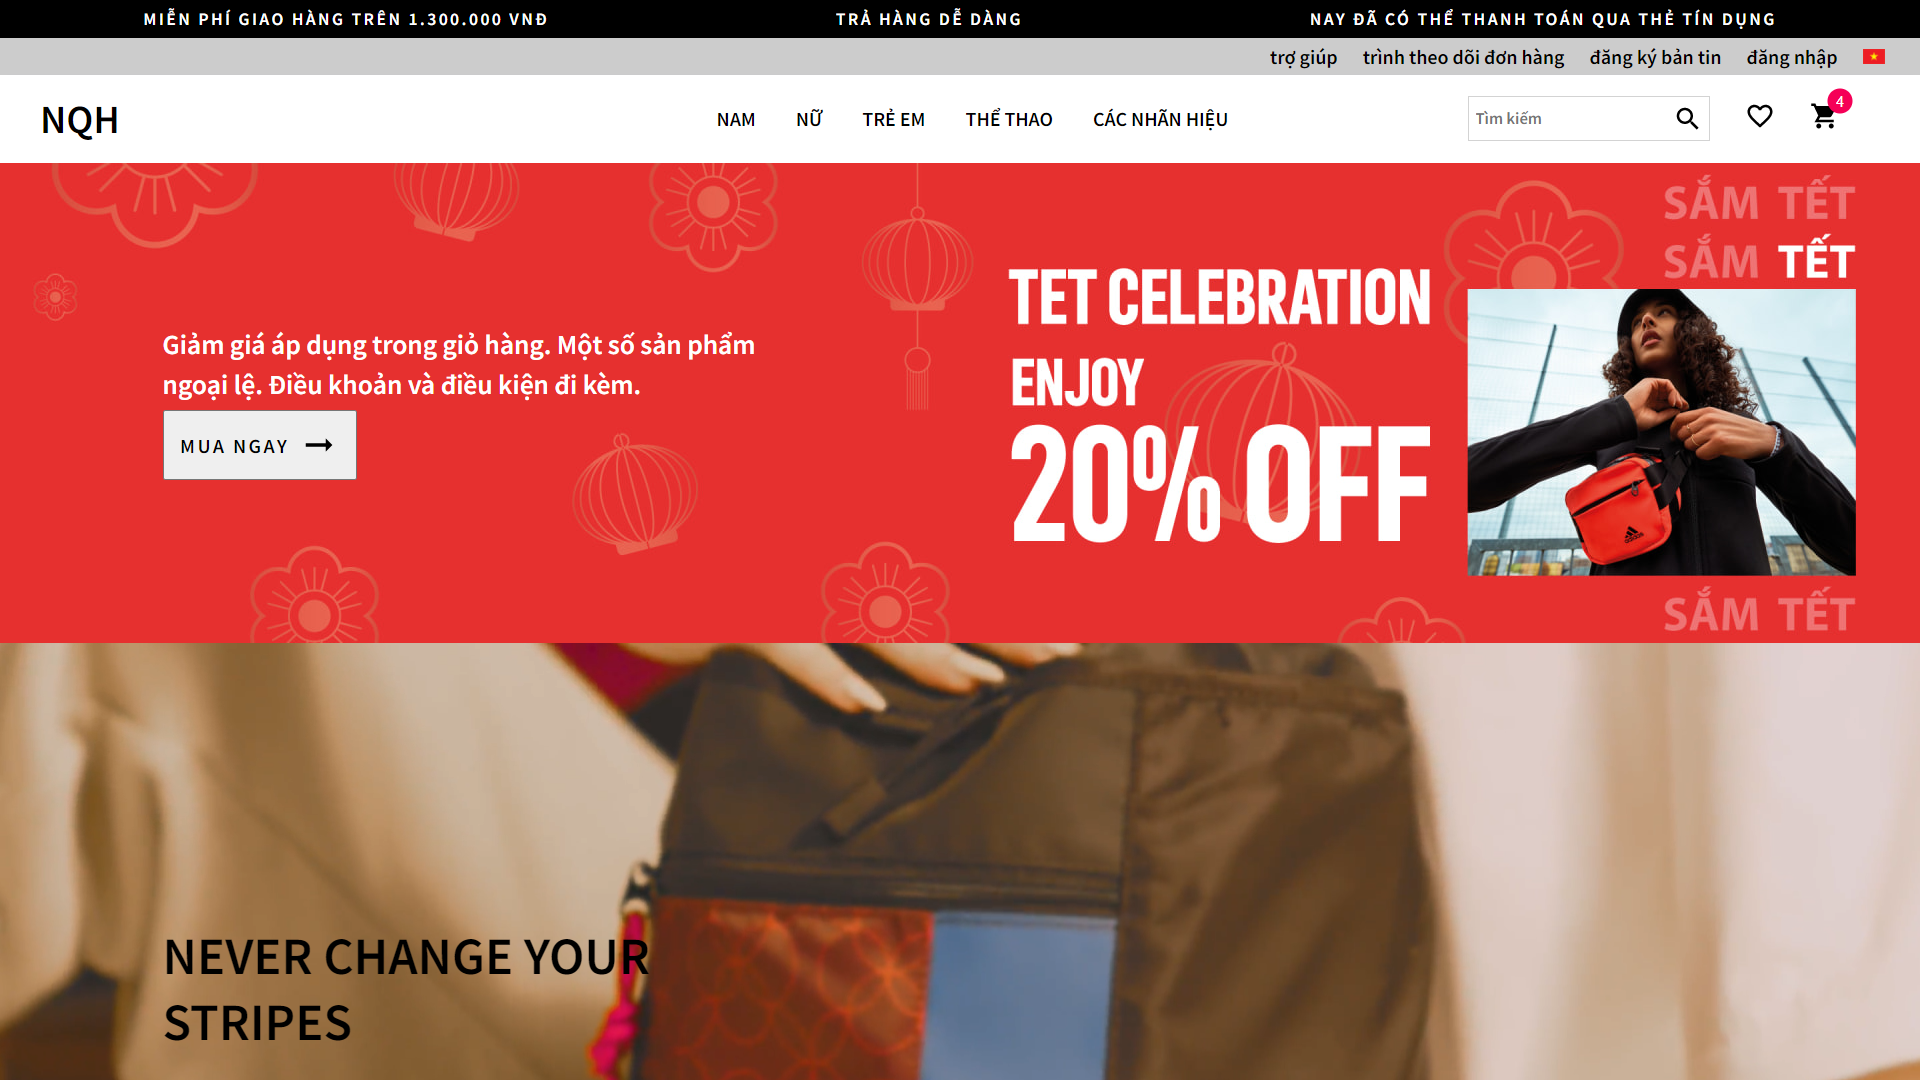 MIỄN PHÍ GIAO HÀNG TRÊN 1.300.000 VNĐ
TRẢ HÀNG DỄ DÀNG
NAY ĐÃ CÓ THỂ THANH TOÁN QUA THẺ TÍN DỤNG
trợ giúp
trình theo dõi đơn hàng
đăng ký bản tin
đăng nhập
NQH
NAM
NỮ
TRẺ EM
THỂ THAO
CÁC NHÃN HIỆU
Tìm kiếm
4
Giảm giá áp dụng trong giỏ hàng. Một số sản phẩm
ngoại lệ. Điều khoản và điều kiện đi kèm.
MUA NGAY
TET CELEBRATION
ENJOY
20% OFF
SẮM TẾT
SẮM TẾT
adidas
SẮM TẾT
NEVER CHANGE YOUR
STRIPES